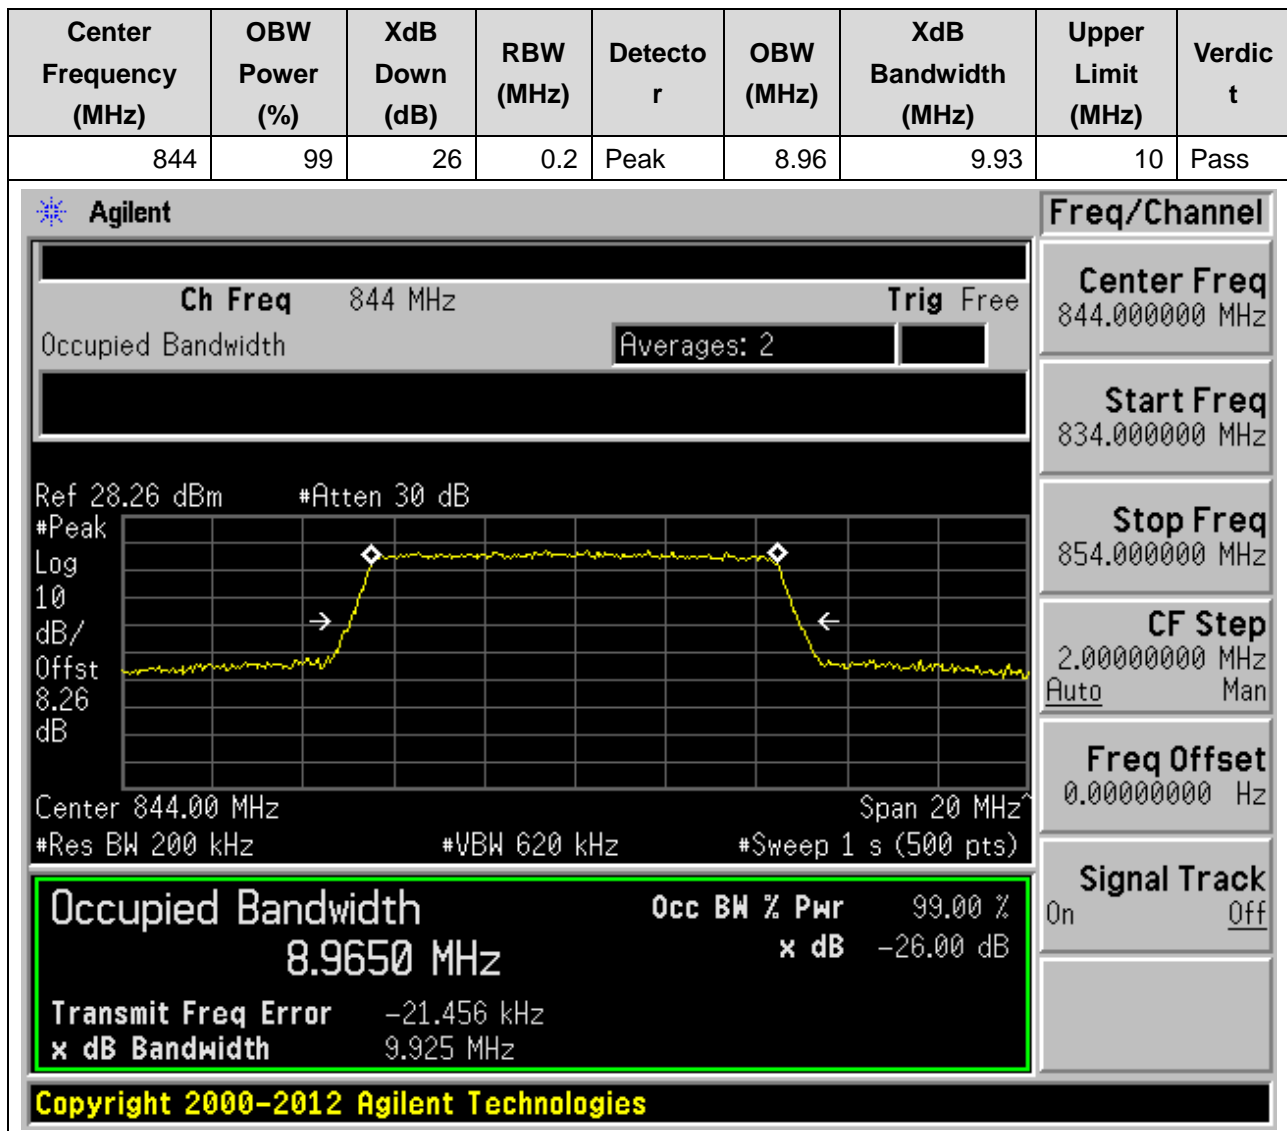 Center Frequency (MHz) OBW Power (%) XdB Down (dB) RBW (MHz) Detecto r OBW (MHz) XdB Bandwidth (MHz) Upper Limit (MHz) Verdic t
844 99 26 0.2 Peak 8.96 9.93 10 Pass
Agilent
Freq/Channel
Ch Freq 844 MHz Trig Free
Occupied Bandwidth Averages: 2
Center Freq
844.000000 MHz
Start Freq
834.000000 MHz
Stop Freq
854.000000 MHz
CF Step
2.00000000 MHz
Auto Man
Freq Offset
0.00000000 Hz
Signal Track
On Off
Ref 28.26 dBm #Atten 30 dB
#Peak
Log
10
dB/
Offst
8.26
dB
Center 844.00 MHz Span 20 MHz^
#Res BW 200 kHz #VBW 620 kHz #Sweep 1 s (500 pts)
Occupied Bandwidth Occ BW % Pwr 99.00 %
8.9650 MHz x dB -26.00 dB
Transmit Freq Error -21.456 kHz
x dB Bandwidth 9.925 MHz
Copyright 2000-2012 Agilent Technologies